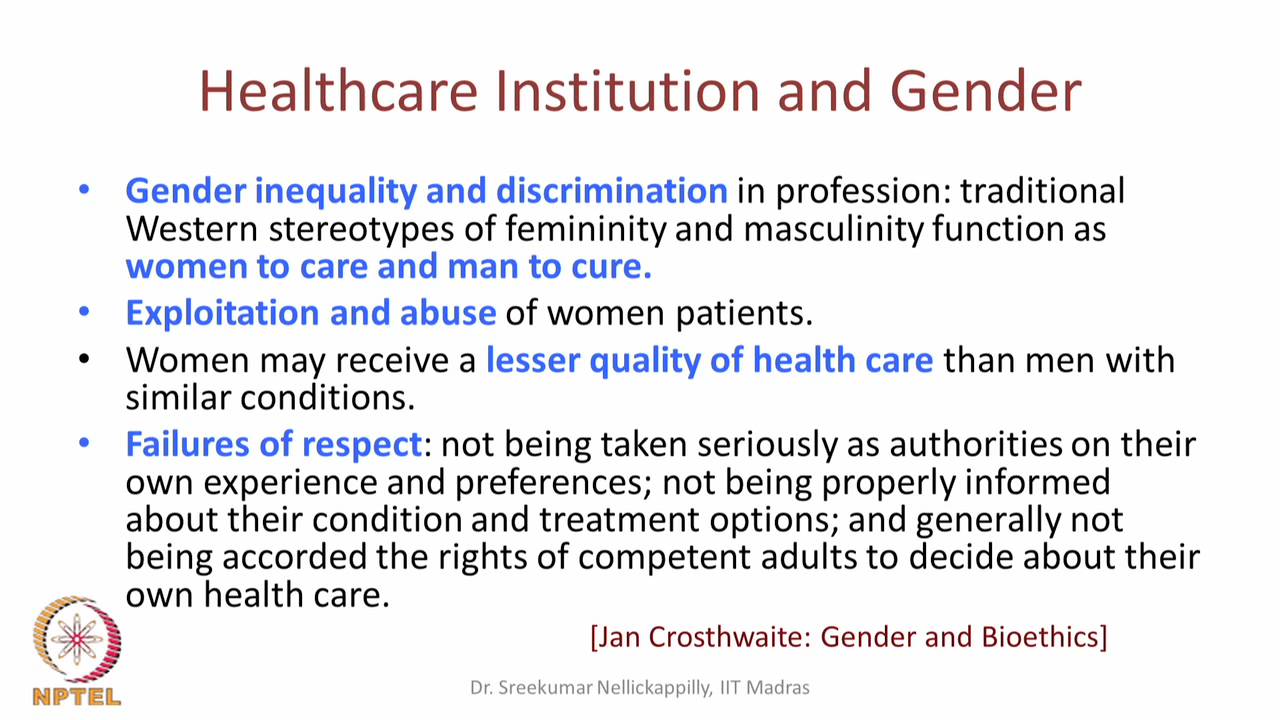 Healthcare Institution and Gender
• Gender inequality and discrimination in profession: traditional
Western stereotypes of femininity and masculinity function as
women to care and man to cure.
• Exploitation and abuse of women patients.
• Women may receive a lesser quality of health care than men with
similar conditions.
• Failures of respect: not being taken seriously as authorities on their
own experience and preferences; not being properly informed
about their condition and treatment options; and generally not
being accorded the rights of competent adults to decide about their
own health care.
[Jan Crosthwaite: Gender and Bioethics]
NPTEL
Dr. Sreekumar Nellickappilly, IIT Madras